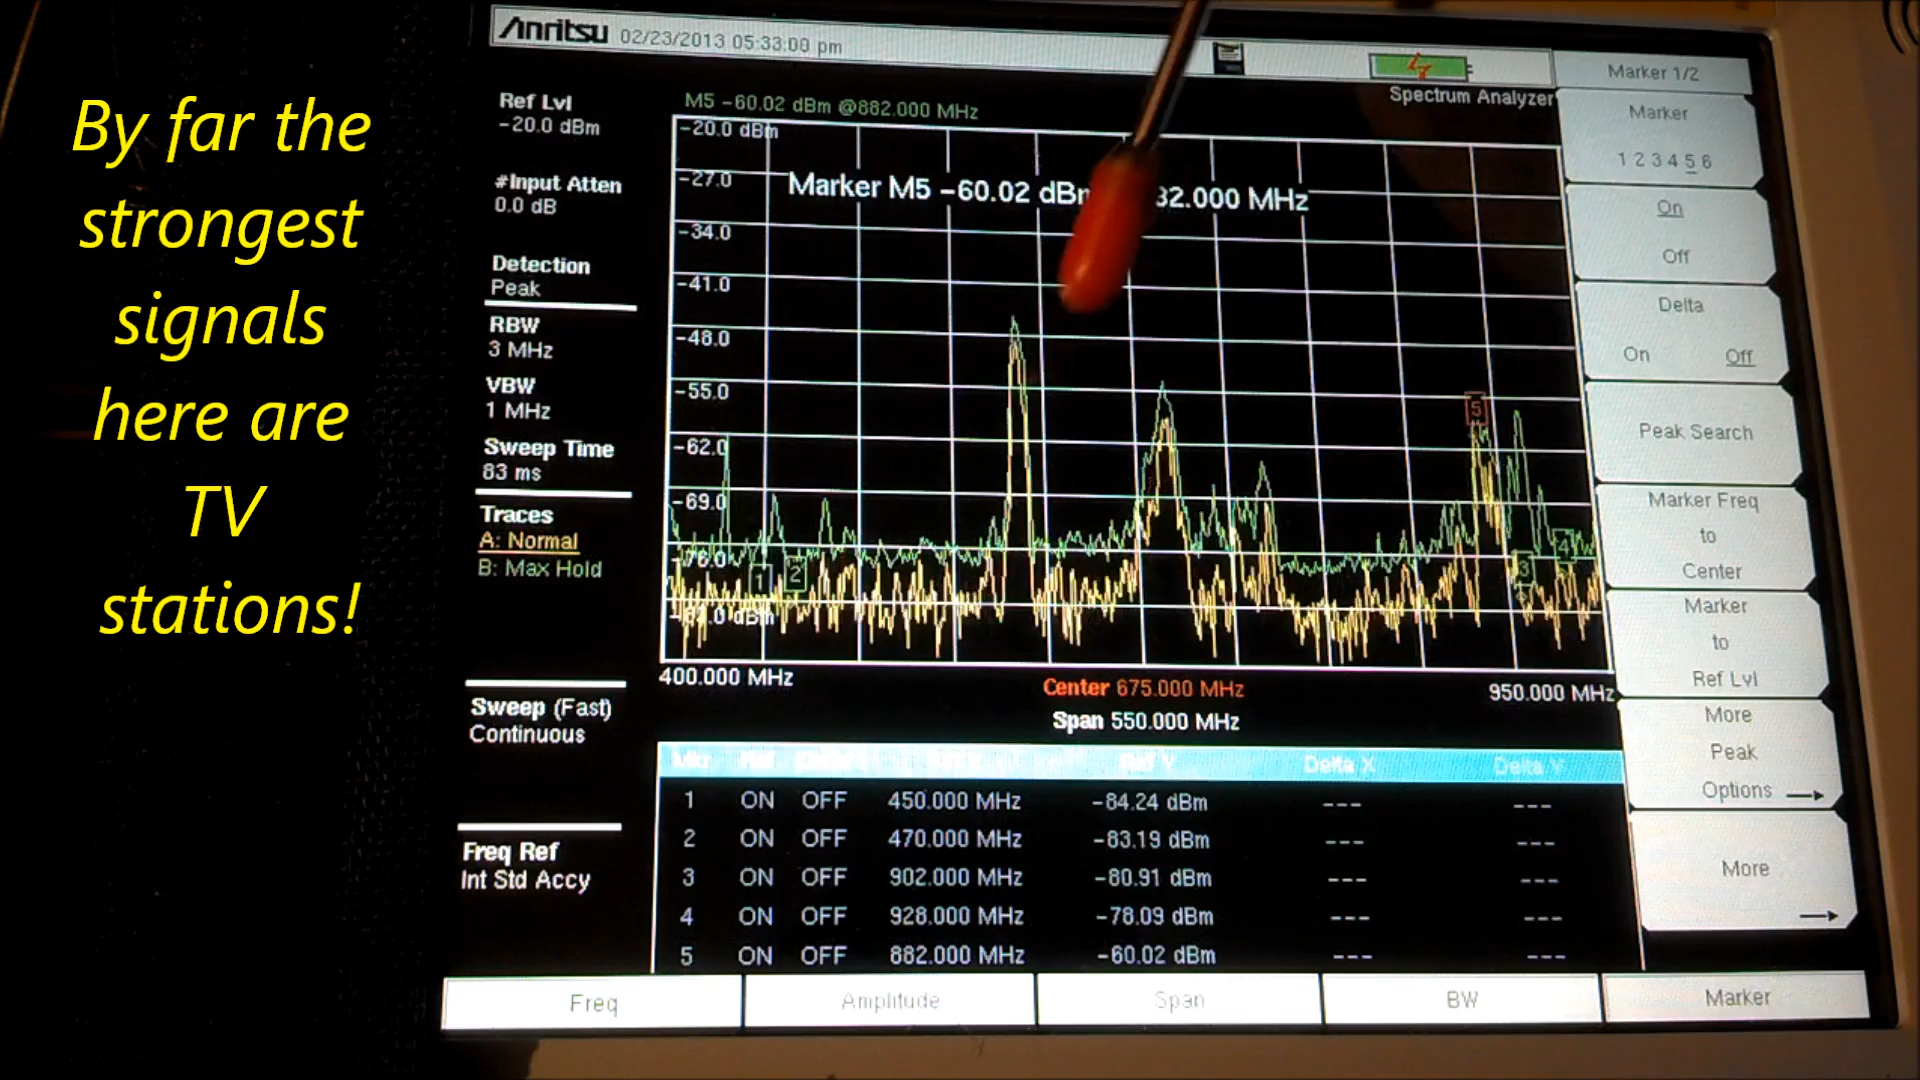 By far the
strongest
signals
here are
TV
stations!
Anritsu 02/23/2013 05:33:00 pm
Ref Lvl
-20.0 dBm
#Input Atten
0.0 dB
Detection
Peak
RBW
3 MHz
VBW
1 MHz
Sweep Time
83 ms
Traces
A: Normal
B: Max Hold
Sweep (Fast)
Continuous
Freq Ref
Int Std Accy
M5 -60.02 dBm @882.000 MHz
Spectrum Analyzer
-20.0 dBm
Marker M5 -60.02 32.000 MHz
-27.0
-34.0
-41.0
-48.0
-55.0
-62.0
-69.0
-76.0
5
1
2
3
4
400.000 MHz
Center 675.000 MHz
950.000 MHz
Span 550.000 MHz
Delta X
1 ON OFF 450.000 MHz -84.24 dBm --- ---
2 ON OFF 470.000 MHz -83.19 dBm --- ---
3 ON OFF 902.000 MHz -80.91 dBm --- ---
4 ON OFF 928.000 MHz -78.09 dBm --- ---
5 ON OFF 882.000 MHz -60.02 dBm --- ---
Marker 1/2
Marker
1 2 3 4 5 6
On
Off
Delta
On Off
Peak Search
Marker Freq
to
Center
Marker
to
Ref Lvl
More
Peak
Options
More
Freq
Amplitude
Span
BW
Marker